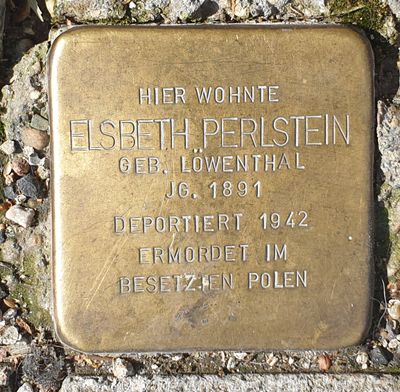 HIER WOHNTE
ELSBETH PERLSTEIN
GEB. LÖWENTHAL
JG. 1891
DEPORTIERT 1942
ERMORDET IM
BESETZTEN POLEN